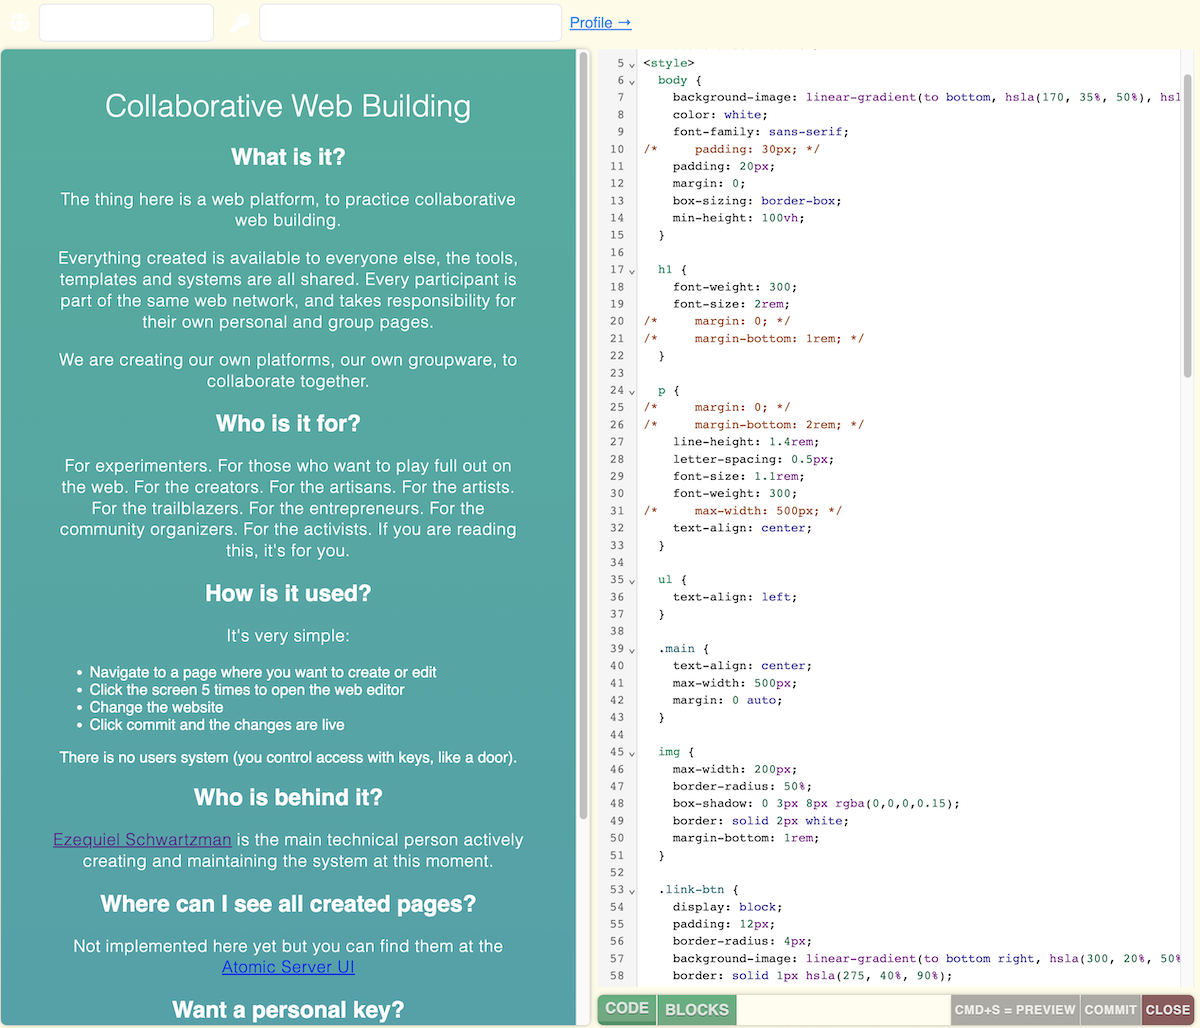 Profile →
Collaborative Web Building
What is it?
The thing here is a web platform, to practice collaborative
web building.
Everything created is available to everyone else, the tools,
templates and systems are all shared. Every participant is
part of the same web network, and takes responsibility for
their own personal and group pages.
We are creating our own platforms, our own groupware, to
collaborate together.
Who is it for?
For experimenters. For those who want to play full out on
the web. For the creators. For the artisans. For the artists.
For the trailblazers. For the entrepreneurs. For the
community organizers. For the activists. If you are reading
this, it's for you.
How is it used?
It's very simple:
• Navigate to a page where you want to create or edit
• Click the screen 5 times to open the web editor
• Change the website
• Click commit and the changes are live
There is no users system (you control access with keys, like a door).
Who is behind it?
Ezequiel Schwartzman is the main technical person actively
creating and maintaining the system at this moment.
Where can I see all created pages?
Not implemented here yet but you can find them at the
Atomic Server UI
Want a personal key?
5 <style>
6 body {
7 background-image: linear-gradient(to bottom, hsla(170, 35%, 50%), hsl
8 color: white;
9 font-family: sans-serif;
10 /* padding: 30px; */
11 padding: 20px;
12 margin: 0;
13 box-sizing: border-box;
14 min-height: 100vh;
15 }
16
17 h1 {
18 font-weight: 300;
19 font-size: 2rem;
20 /* margin: 0; */
21 /* margin-bottom: 1rem; */
22 }
23
24 p {
25 /* margin: 0; */
26 /* margin-bottom: 2rem; */
27 line-height: 1.4rem;
28 letter-spacing: 0.5px;
29 font-size: 1.1rem;
30 font-weight: 300;
31 /* max-width: 500px; */
32 text-align: center;
33 }
34
35 ul {
36 text-align: left;
37 }
38
39 .main {
40 text-align: center;
41 max-width: 500px;
42 margin: 0 auto;
43 }
44
45 img {
46 max-width: 200px;
47 border-radius: 50%;
48 box-shadow: 0 3px 8px rgba(0,0,0,0.15);
49 border: solid 2px white;
50 margin-bottom: 1rem;
51 }
52
53 .link-btn {
54 display: block;
55 padding: 12px;
56 border-radius: 4px;
57 background-image: linear-gradient(to bottom right, hsla(300, 20%, 50%
58 border: solid 1px hsla(275, 40%, 90%);
CODE BLOCKS CMD+S = PREVIEW COMMIT CLOSE